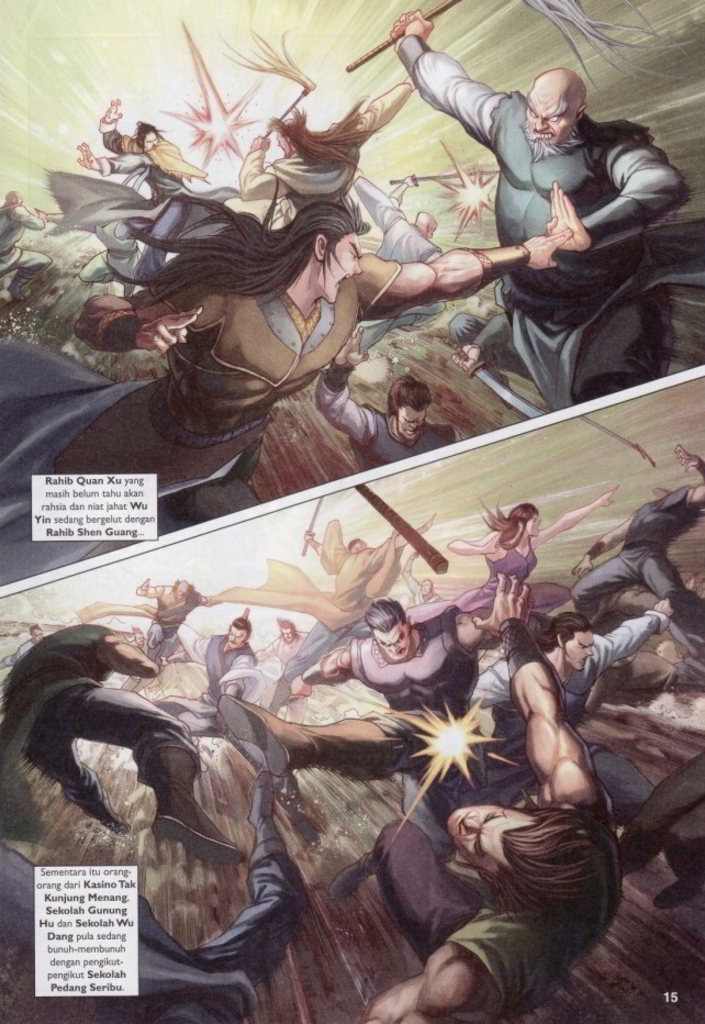 Rahib Quan Xu yang
masih belum tahu akan
rahsia dan niat jahat Wu
Yin sedang bergelut dengan
Rahib Shen Guang...
Sementara itu orang-
orang dari Kasino Tak
Kunjung Menang,
Sekolah Gunung
Hu dan Sekolah Wu
Dang pula sedang
bunuh-membunuh
dengan pengikut-
pengikut Sekolah
Pedang Seribu.
15